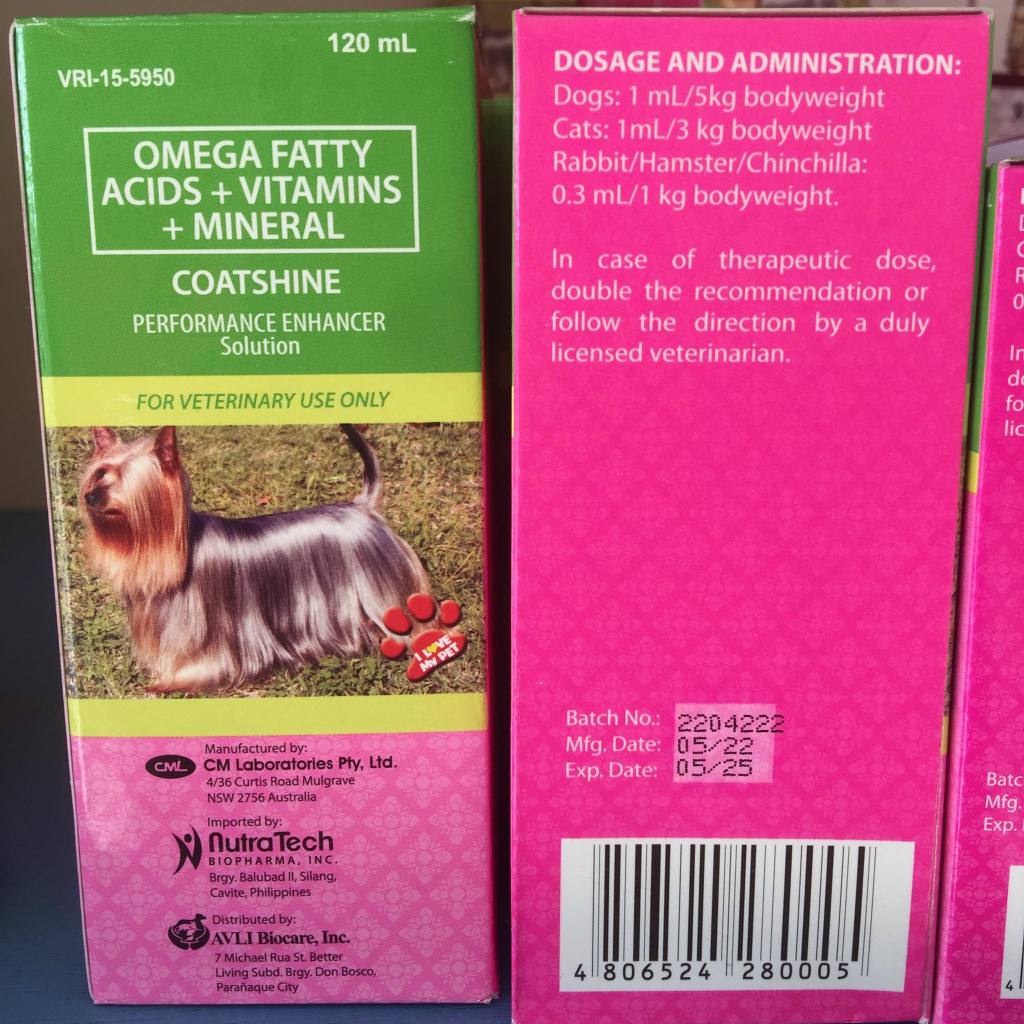 120 mL
VRI-15-5950
OMEGA FATTY
ACIDS + VITAMINS
+ MINERAL
COATSHINE
PERFORMANCE ENHANCER
Solution
FOR VETERINARY USE ONLY
I LOVE
MY PET
Manufactured by:
CML
CM Laboratories Pty, Ltd.
4/36 Curtis Road Mulgrave
NSW 2756 Australia
Imported by:
NutraTech
BIOPHARMA, INC.
Brgy. Balubad II, Silang,
Cavite, Philippines
Distributed by:
AVLI Biocare, Inc.
7 Michael Rua St. Better
Living Subd. Brgy. Don Bosco,
Parañaque City
DOSAGE AND ADMINISTRATION:
Dogs: 1 mL/5kg bodyweight
Cats: 1mL/3 kg bodyweight
Rabbit/Hamster/Chinchilla:
0.3 mL/1 kg bodyweight.
In case of therapeutic dose,
double the recommendation or
follow the direction by a duly
licensed veterinarian.
Batch No.: 2204222
Mfg. Date: 05/22
Exp. Date: 05/25
4 806524 280005
Mfg.
Exp.
4